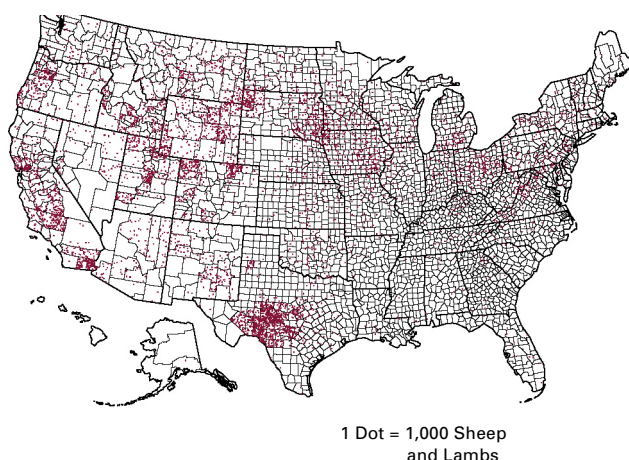 1 Dot = 1,000 Sheep
and Lambs